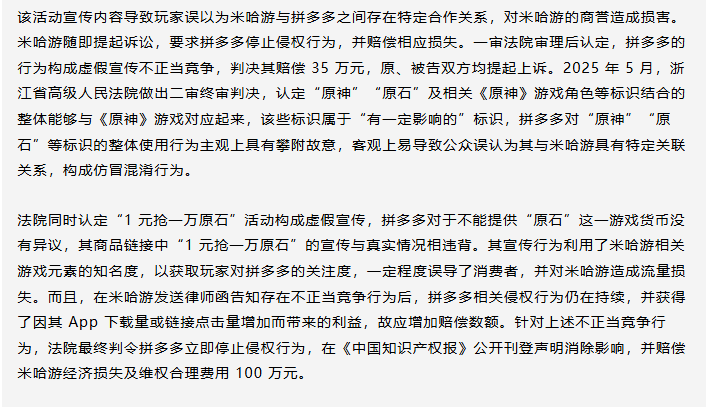 该活动宣传内容导致玩家误以为米哈游与拼多多之间存在特定合作关系，对米哈游的商誉造成损害。
米哈游随即提起诉讼，要求拼多多停止侵权行为，并赔偿相应损失。一审法院审理后认定，拼多多的
行为构成虚假宣传不正当竞争，判决其赔偿 35 万元，原、被告双方均提起上诉。2025 年 5 月，浙
江省高级人民法院做出二审终审判决，认定“原神”“原石”及相关《原神》游戏角色等标识结合的
整体能够与《原神》游戏对应起来，该些标识属于“有一定影响的”标识，拼多多对“原神”“原
石”等标识的整体使用行为主观上具有攀附故意，客观上易导致公众误认为其与米哈游具有特定关联
关系，构成仿冒混淆行为。
法院同时认定“1 元抢一万原石”活动构成虚假宣传，拼多多对于不能提供“原石”这一游戏货币没
有异议，其商品链接中“1 元抢一万原石”的宣传与真实情况相违背。其宣传行为利用了米哈游相关
游戏元素的知名度，以获取玩家对拼多多的关注度，一定程度误导了消费者，并对米哈游造成流量损
失。而且，在米哈游发送律师函告知存在不正当竞争行为后，拼多多相关侵权行为仍在持续，并获得
了因其 App 下载量或链接点击量增加而带来的利益，故应增加赔偿数额。针对上述不正当竞争行
为，法院最终判令拼多多立即停止侵权行为，在《中国知识产权报》公开刊登声明消除影响，并赔偿
米哈游经济损失及维权合理费用 100 万元。